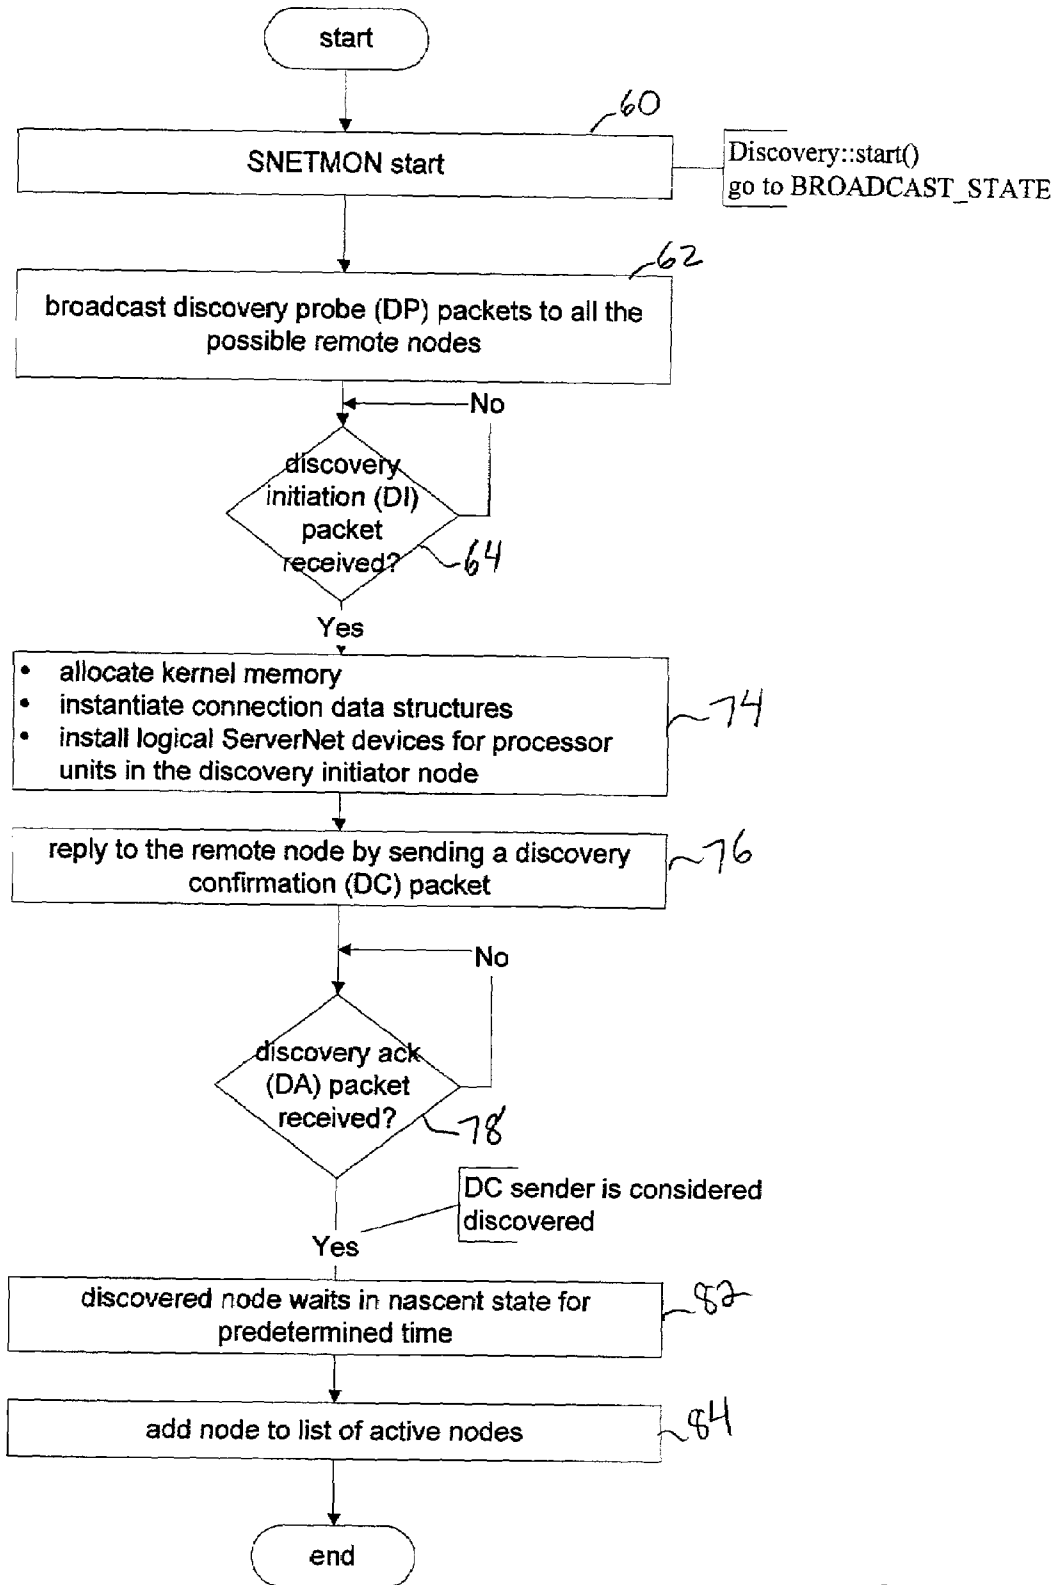 start
60
SNETMON start
Discovery::start()
go to BROADCAST_STATE
62
broadcast discovery probe (DP) packets to all the
possible remote nodes
No
discovery
initiation (DI)
packet
received?
64
Yes
• allocate kernel memory
• instantiate connection data structures
• install logical ServerNet devices for processor
units in the discovery initiator node
74
reply to the remote node by sending a discovery
confirmation (DC) packet
76
No
discovery ack
(DA) packet
received?
78
DC sender is considered
discovered
Yes
discovered node waits in nascent state for
predetermined time
82
add node to list of active nodes
84
end